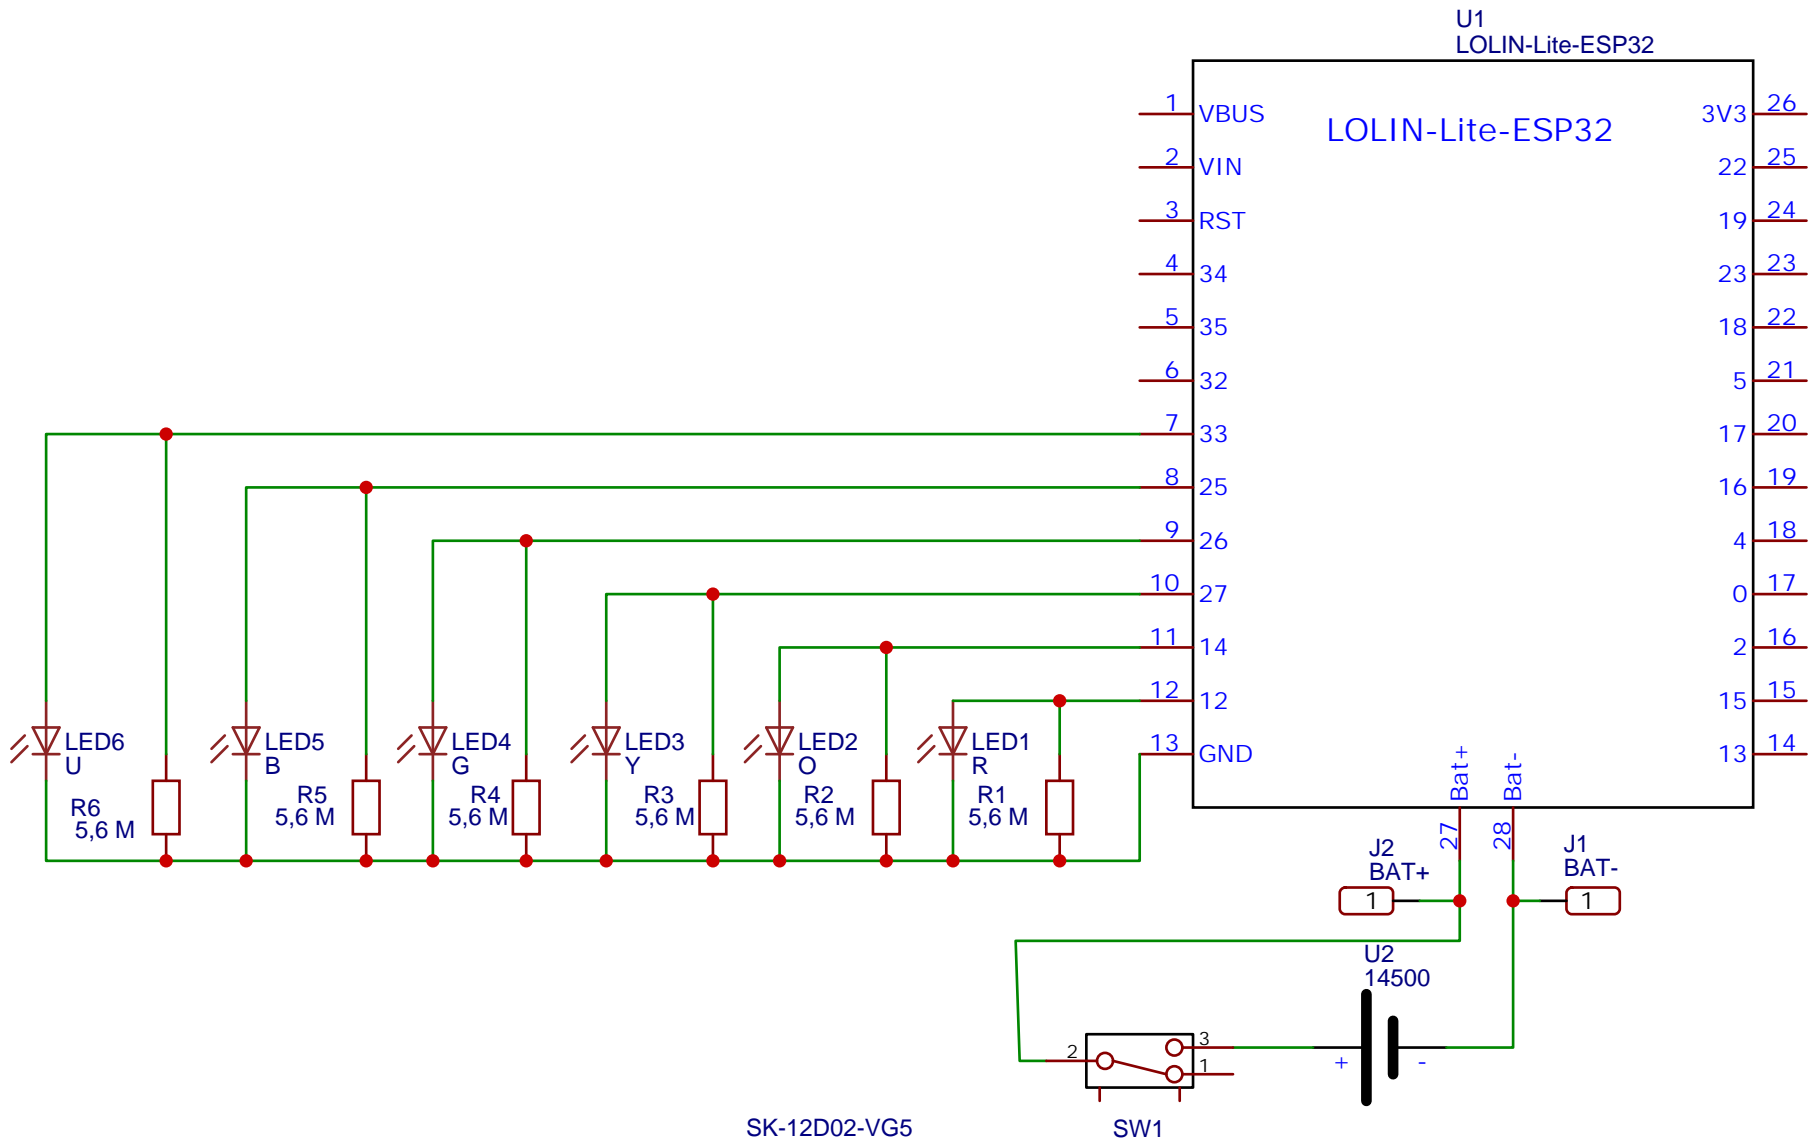 U1
LOLIN-Lite-ESP32
LOLIN-Lite-ESP32
1 VBUS
2 VIN
3 RST
4 34
5 35
6 32
7 33
8 25
9 26
10 27
11 14
12 12
13 GND
3V3 26
22 25
19 24
23 23
18 22
5 21
17 20
16 19
4 18
0 17
2 16
15 15
13 14
Bat+
27
Bat-
28
LED6
U
LED5
B
LED4
G
LED3
Y
LED2
O
LED1
R
R6
5,6 M
R5
5,6 M
R4
5,6 M
R3
5,6 M
R2
5,6 M
R1
5,6 M
J2
BAT+
1
J1
BAT-
1
U2
14500
+ -
2
3
1
SK-12D02-VG5
SW1